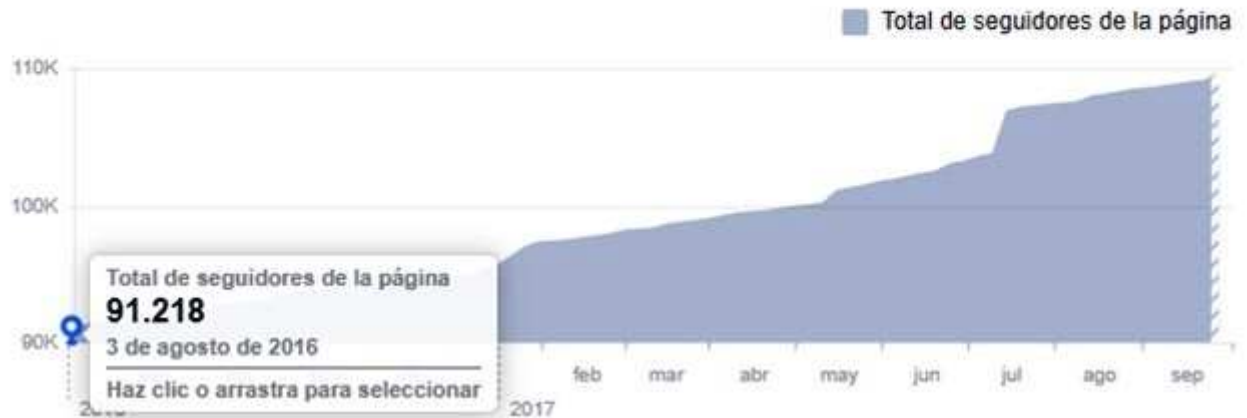 Total de seguidores de la página
110K
100K
90K
Total de seguidores de la página
91.218
3 de agosto de 2016
Haz clic o arrastra para seleccionar
feb mar abr may jun jul ago sep
2017